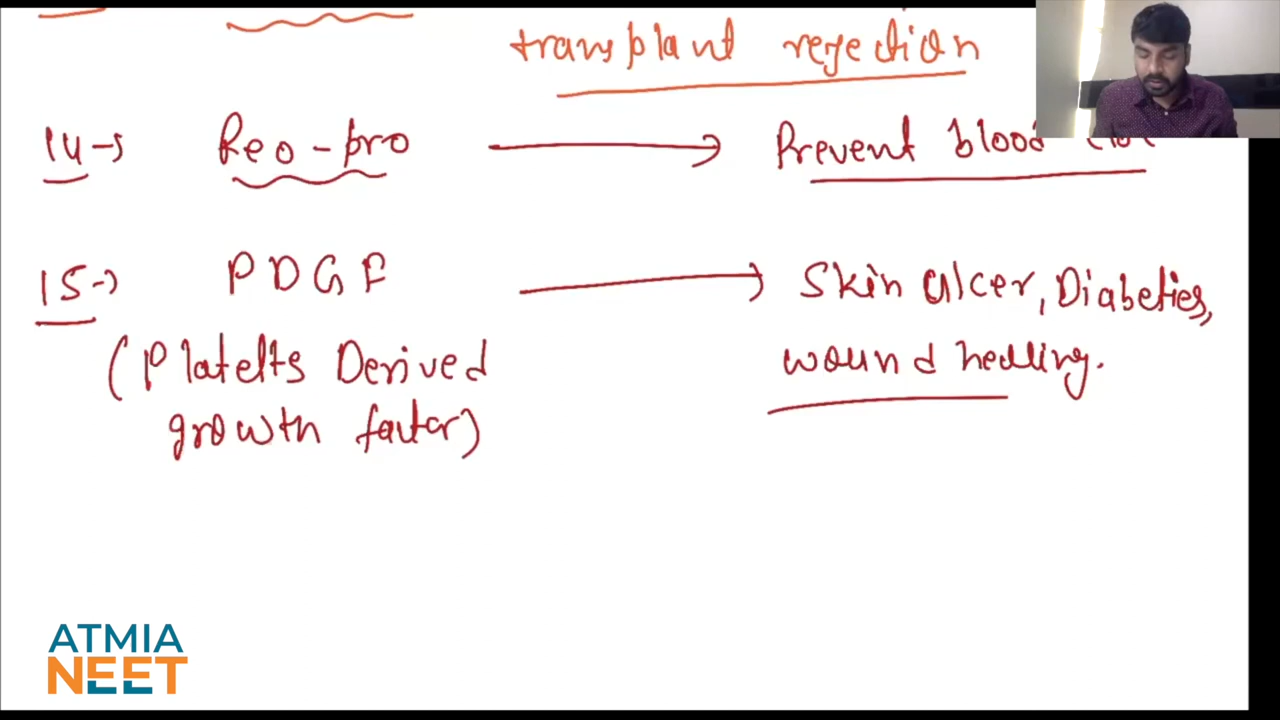 transplant rejection
14→ Reo-pro → Prevent blood
15→ PDGF → Skin ulcer, Diabeties,
(Platelts Derived wound healing.
growth factor)
ATMIA
NEET